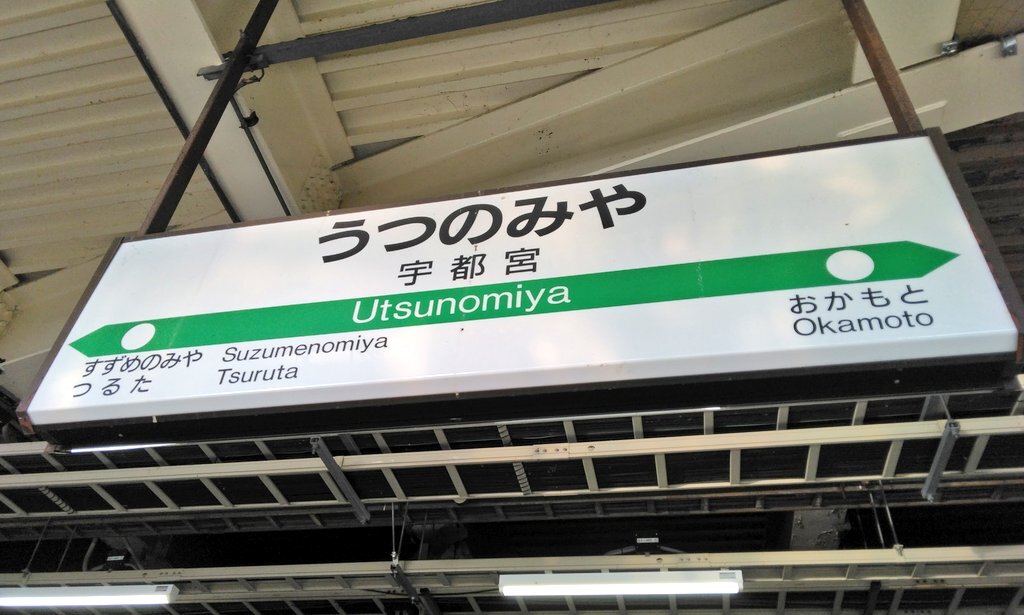 うつのみや
宇都宮
Utsunomiya
すずめのみや Suzumenomiya
つるた Tsuruta
おかもと
Okamoto